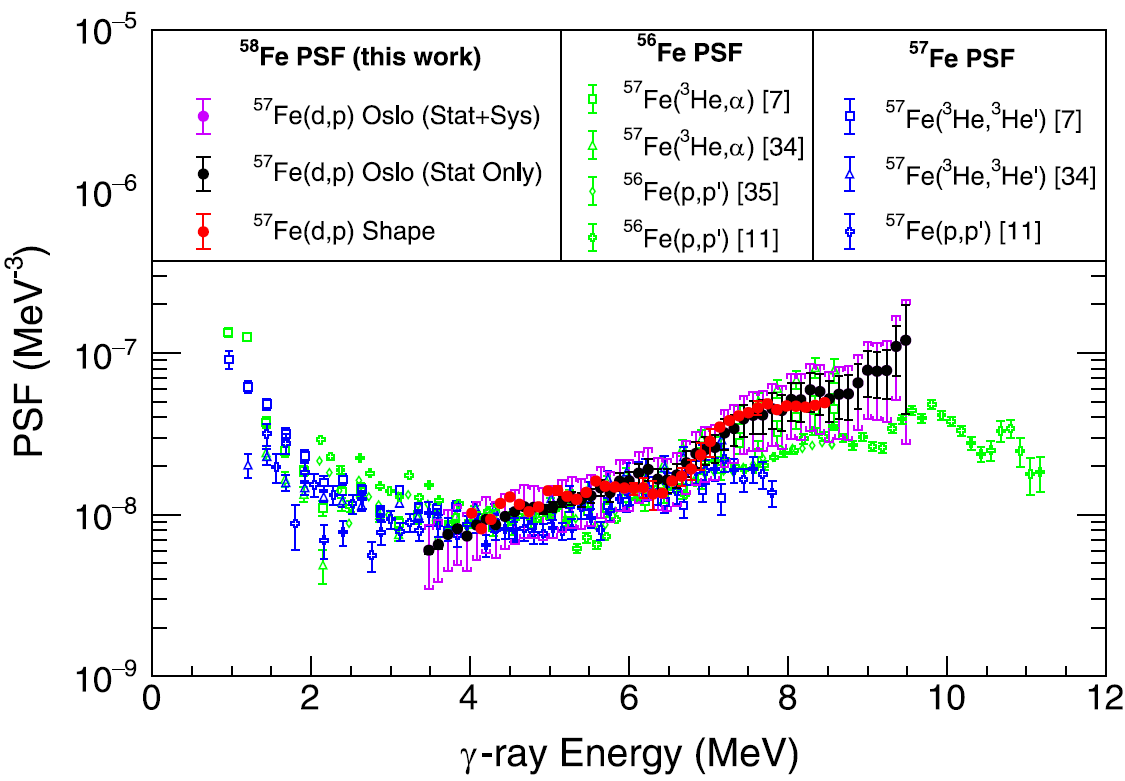 10⁻⁵
10⁻⁶
10⁻⁷
10⁻⁸
10⁻⁹
PSF (MeV⁻³)
⁵⁸Fe PSF (this work)
⁵⁷Fe(d,p) Oslo (Stat+Sys)
⁵⁷Fe(d,p) Oslo (Stat Only)
⁵⁷Fe(d,p) Shape
⁵⁶Fe PSF
⁵⁷Fe(³He,α) [7]
⁵⁷Fe(³He,α) [34]
⁵⁶Fe(p,p') [35]
⁵⁶Fe(p,p') [11]
⁵⁷Fe PSF
⁵⁷Fe(³He,³He') [7]
⁵⁷Fe(³He,³He') [34]
⁵⁷Fe(p,p') [11]
0 2 4 6 8 10 12
γ-ray Energy (MeV)